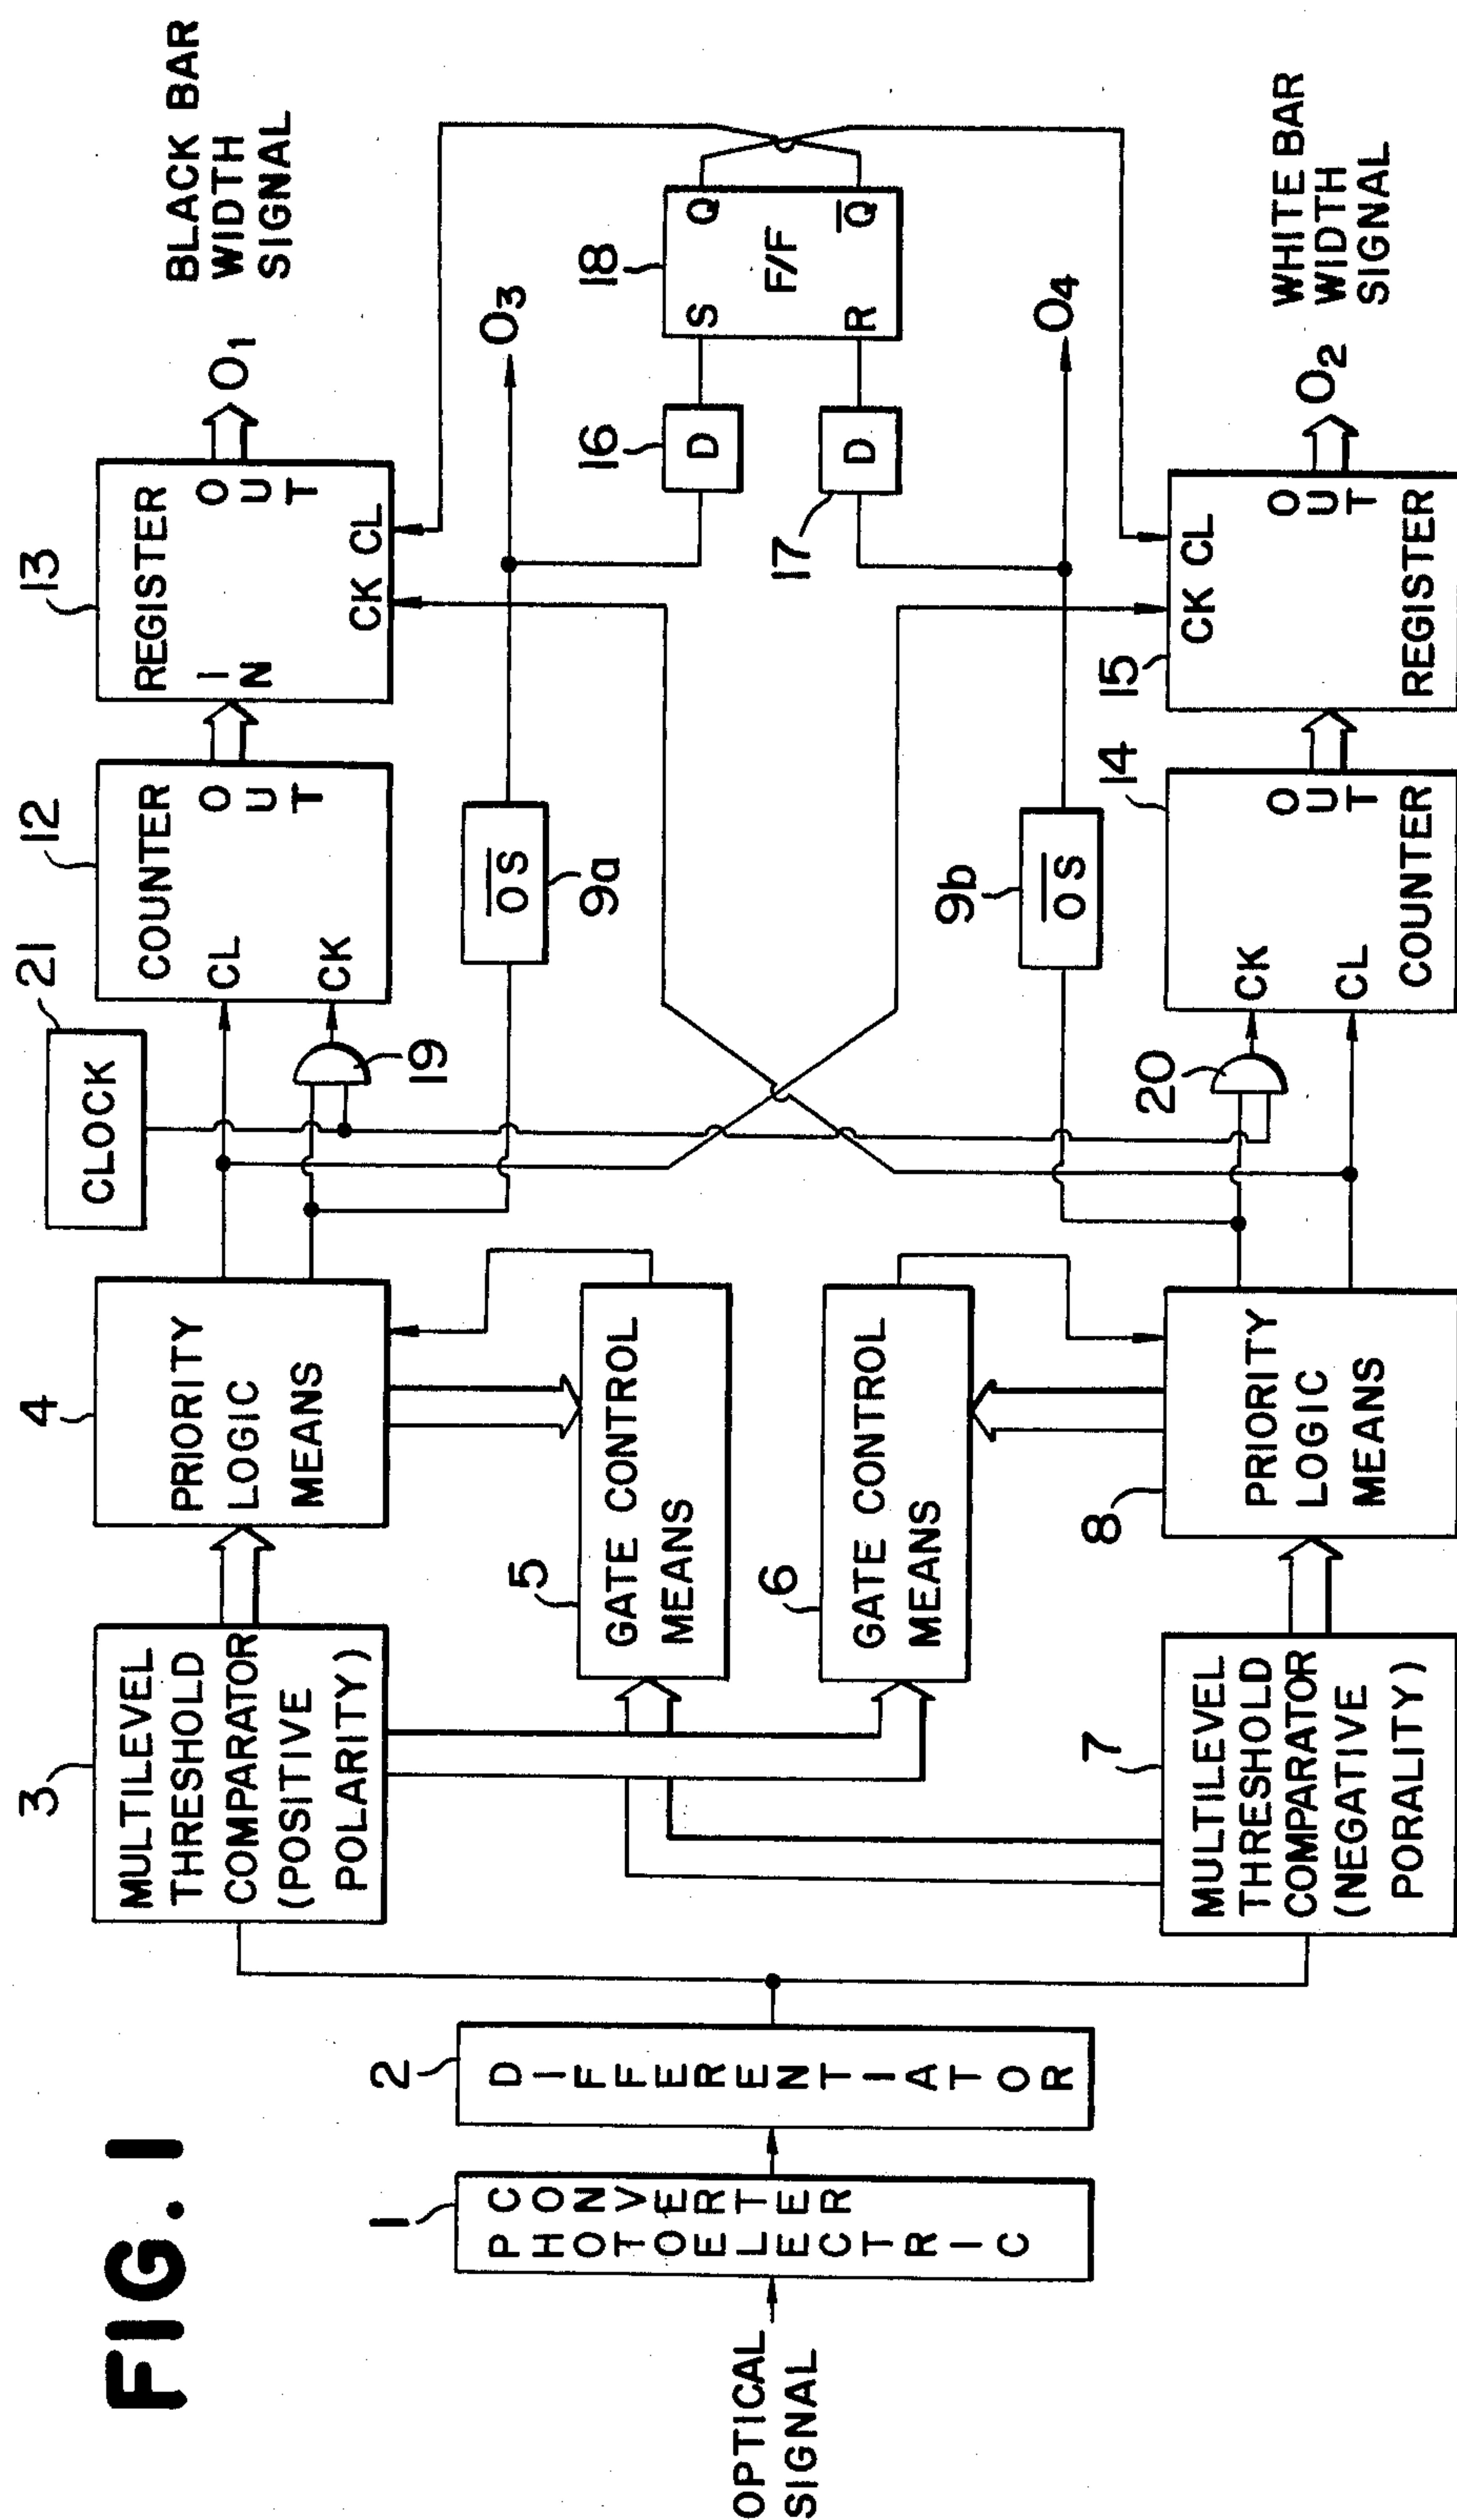 FIG. 1
OPTICAL
SIGNAL
1
PHOTOELECTRIC
CONVERTER
2
DIFFERENTIATOR
3
MULTILEVEL
THRESHOLD
COMPARATOR
(POSITIVE
POLARITY)
4
PRIORITY
LOGIC
MEANS
5
GATE CONTROL
MEANS
6
GATE CONTROL
MEANS
7
MULTILEVEL
THRESHOLD
COMPARATOR
(NEGATIVE
PORALITY)
8
PRIORITY
LOGIC
MEANS
21
CLOCK
19
20
12
COUNTER
CL
CK
OUT
9a
OS
9b
OS
14
CK
CL
OUT
COUNTER
13
REGISTER
IN
OUT
CK CL
O1
BLACK BAR
WIDTH
SIGNAL
O3
16
D
17
D
18
S
Q
F/F
R
Q
O4
15
CK CL
OUT
REGISTER
O2
WHITE BAR
WIDTH
SIGNAL